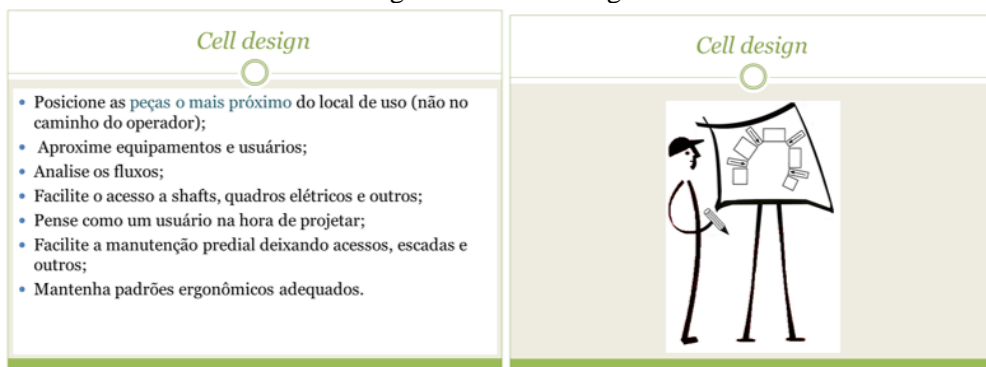 Cell design
• Posicione as peças o mais próximo do local de uso (não no
caminho do operador);
• Aproxime equipamentos e usuários;
• Analise os fluxos;
• Facilite o acesso a shafts, quadros elétricos e outros;
• Pense como um usuário na hora de projetar;
• Facilite a manutenção predial deixando acessos, escadas e
outros;
• Mantenha padrões ergonômicos adequados.
Cell design